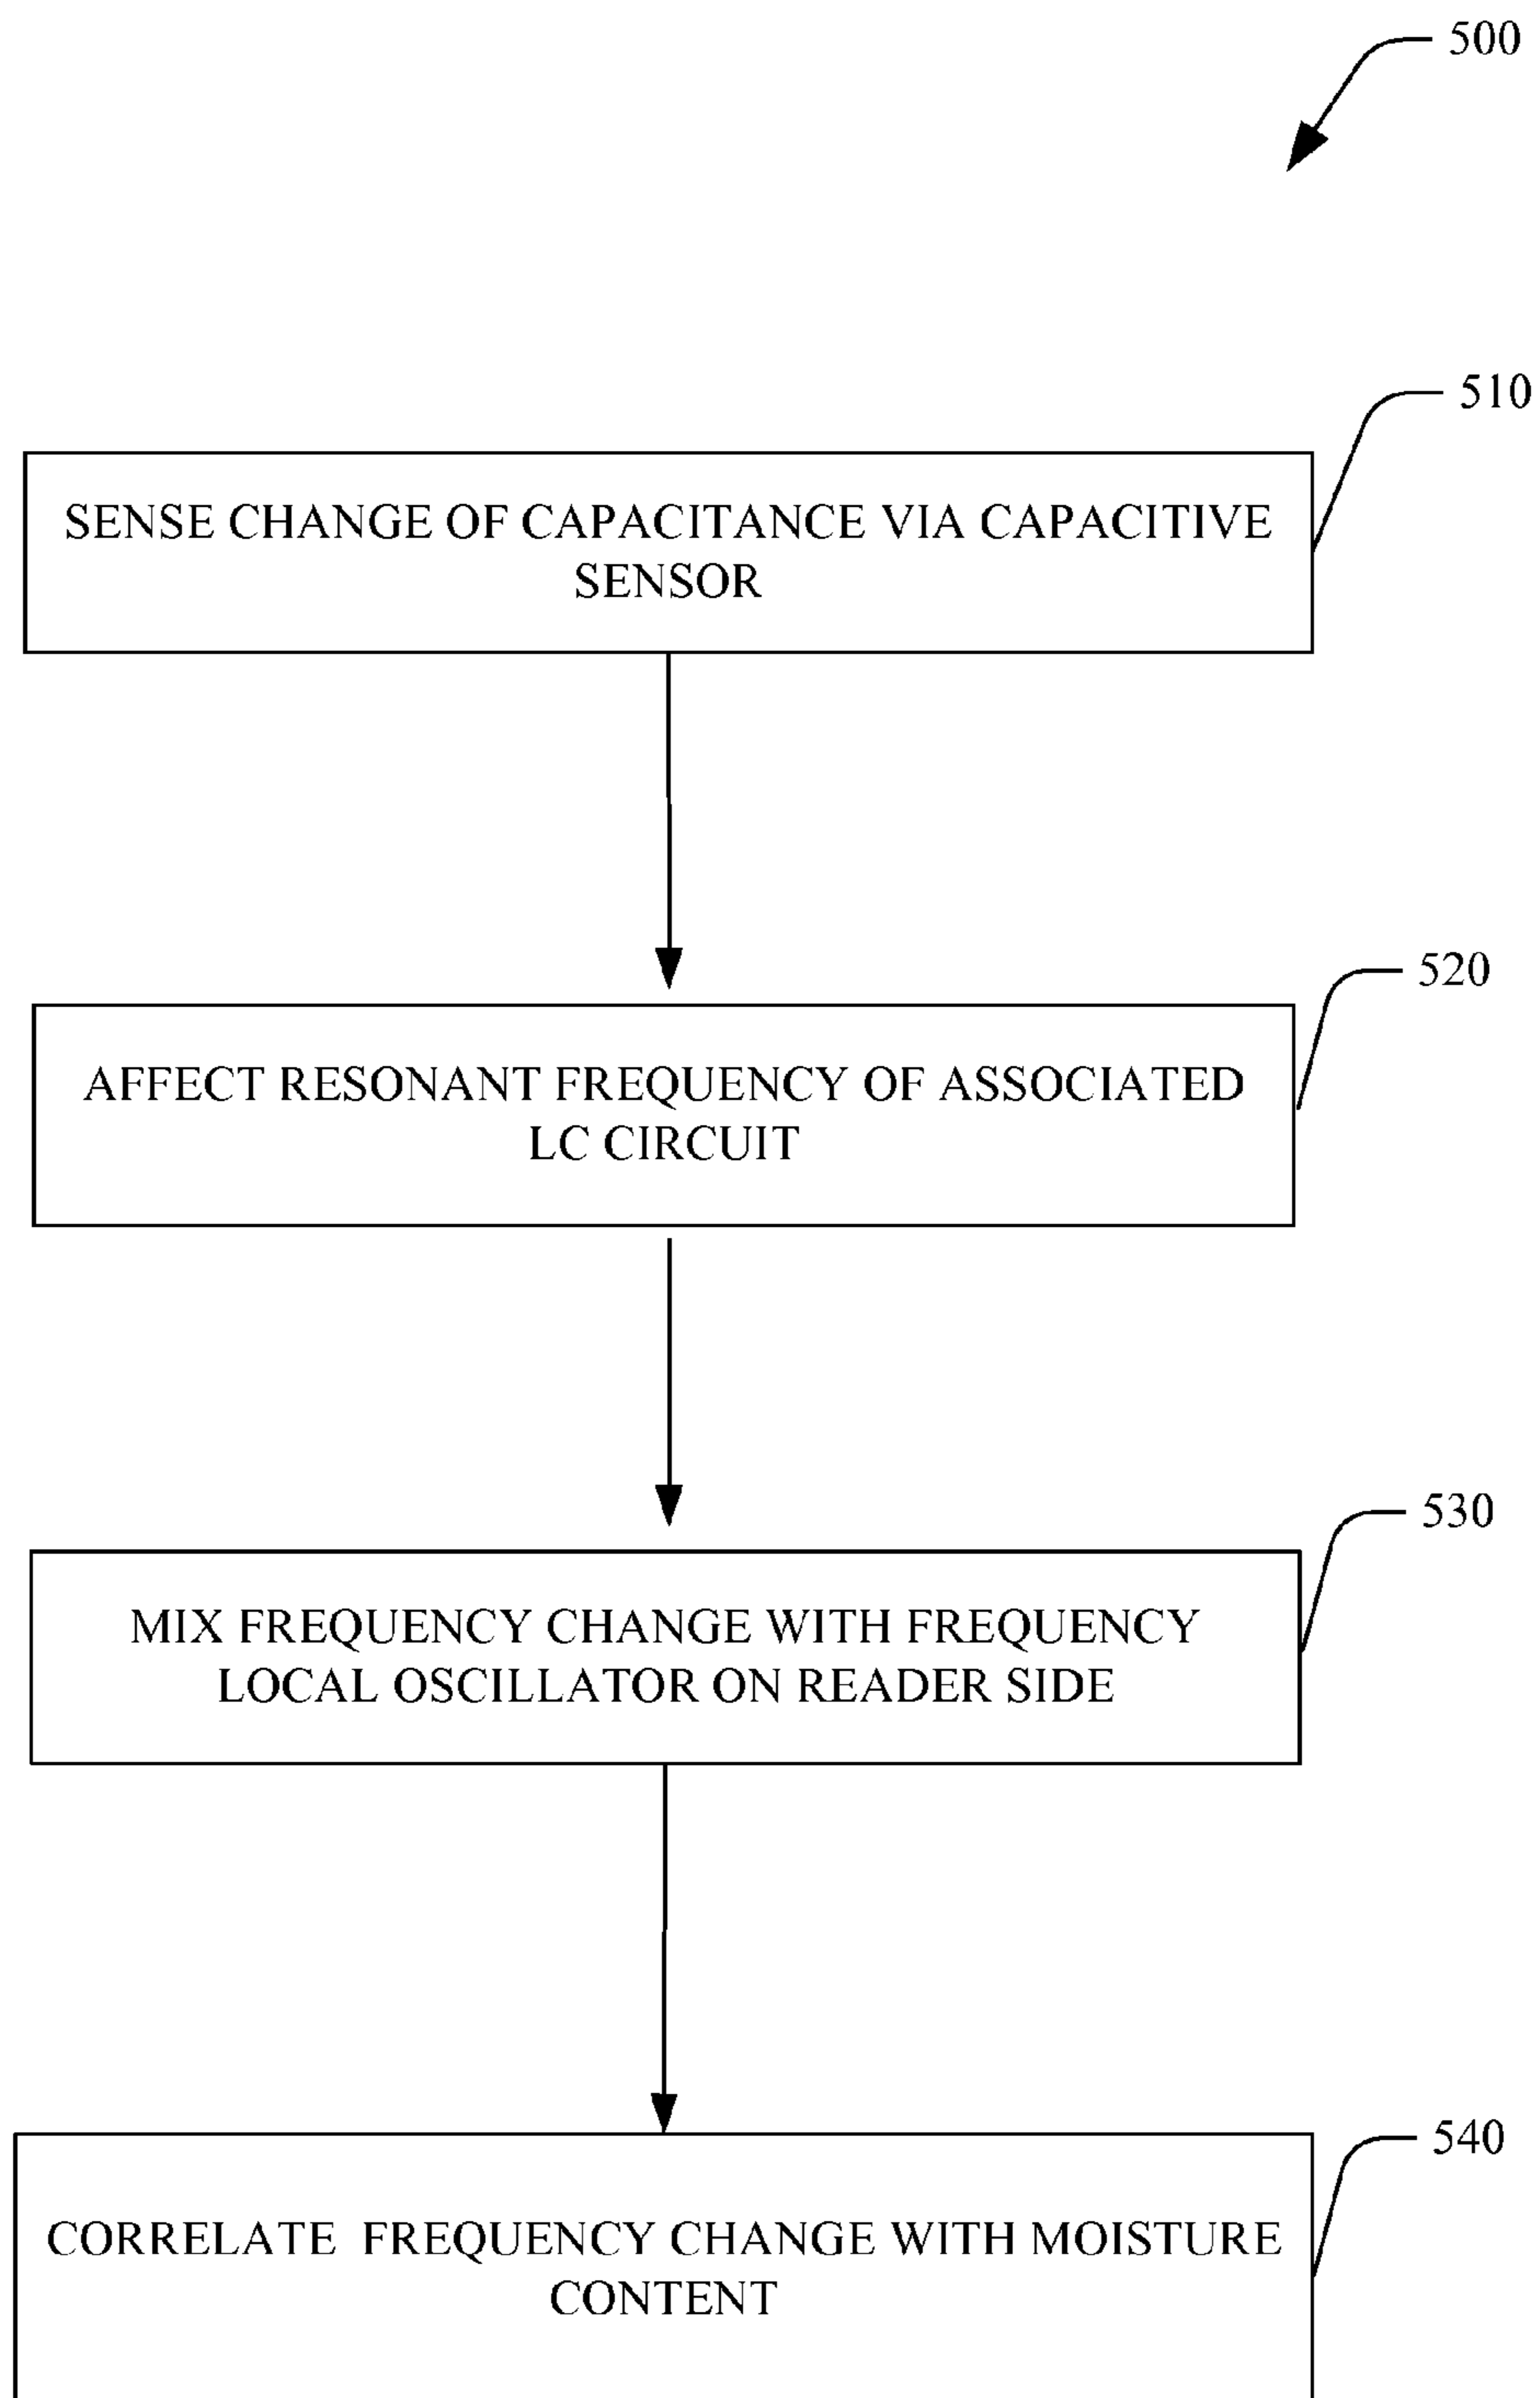 500
510
SENSE CHANGE OF CAPACITANCE VIA CAPACITIVE
SENSOR
520
AFFECT RESONANT FREQUENCY OF ASSOCIATED
LC CIRCUIT
530
MIX FREQUENCY CHANGE WITH FREQUENCY
LOCAL OSCILLATOR ON READER SIDE
540
CORRELATE FREQUENCY CHANGE WITH MOISTURE
CONTENT